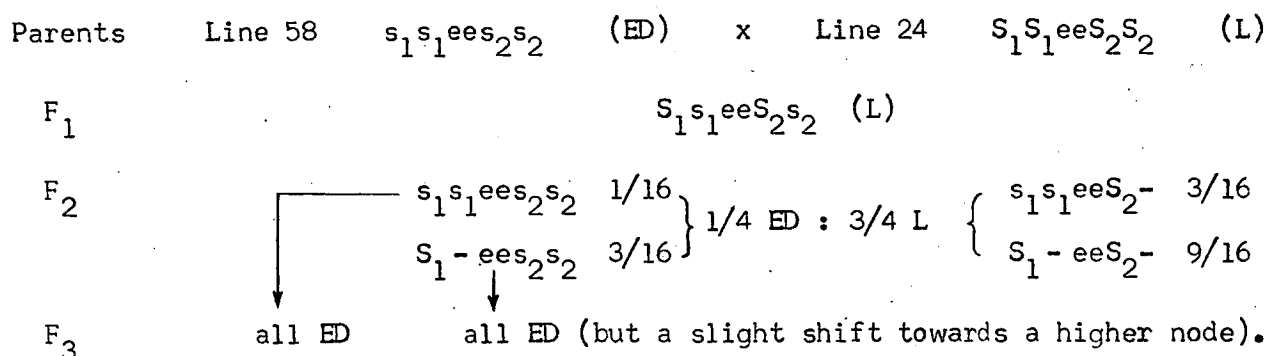 Parents Line 58 s₁s₁ees₂s₂ (ED) x Line 24 S₁S₁eeS₂S₂ (L)
F₁ S₁s₁eeS₂s₂ (L)
F₂ s₁s₁ees₂s₂ 1/16 } 1/4 ED : 3/4 L { s₁s₁eeS₂- 3/16
S₁- ees₂s₂ 3/16 S₁- eeS₂- 9/16
F₃ all ED all ED (but a slight shift towards a higher node).